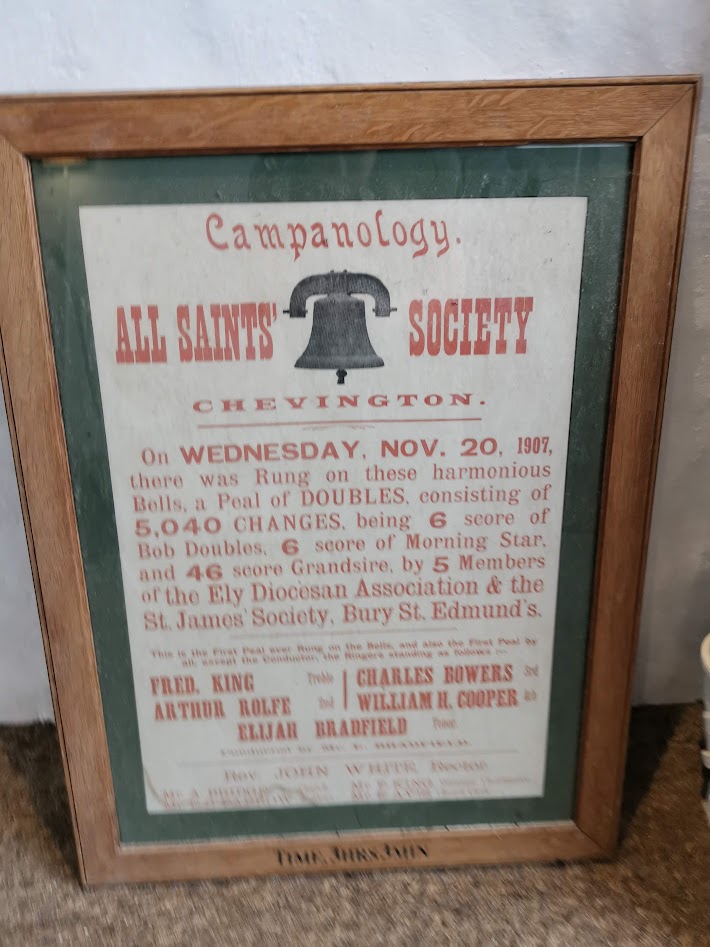 Campanology.
ALL SAINTS' SOCIETY
CHEVINGTON.
On WEDNESDAY, NOV. 20, 1907,
there was Rung on these harmonious
Bells, a Peal of DOUBLES, consisting of
5,040 CHANGES, being 6 score of
Bob Doubles, 6 score of Morning Star,
and 46 score Grandsire, by 5 Members
of the Ely Diocesan Association & the
St. James' Society, Bury St. Edmund's.
This is the First Peal ever Rung on the Bells, and also the First Peal by
all, except the Conductor, the Ringers standing as follows :—
FRED. KING Treble CHARLES BOWERS 3rd
ARTHUR ROLFE 2nd WILLIAM H. COOPER 4th
ELIJAH BRADFIELD Tenor.
Conducted by Mr. E. BRADFIELD.
Rev. JOHN WHITE, Rector.